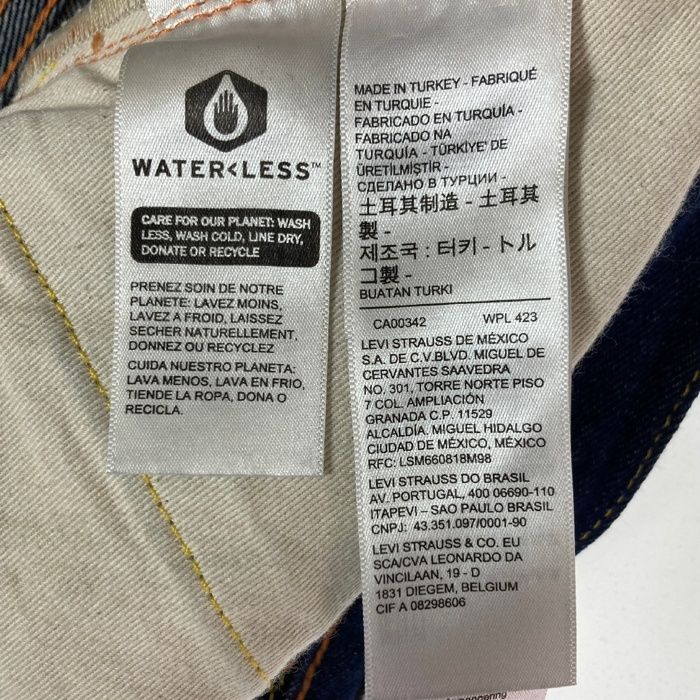 WATER<LESS™
CARE FOR OUR PLANET: WASH
LESS, WASH COLD, LINE DRY,
DONATE OR RECYCLE
PRENEZ SOIN DE NOTRE
PLANETE: LAVEZ MOINS,
LAVEZ A FROID, LAISSEZ
SECHER NATURELLEMENT,
DONNEZ OU RECYCLEZ
CUIDA NUESTRO PLANETA:
LAVA MENOS, LAVA EN FRIO,
TIENDE LA ROPA, DONA O
RECICLA.
MADE IN TURKEY - FABRIQUÉ
EN TURQUIE -
FABRICADO EN TURQUÍA -
FABRICADO NA
TURQUÍA - TÜRKİYE' DE
ÜRETİLMİŞTİR -
СДЕЛАНО В ТУРЦИИ -
土耳其制造 - 土耳其
製 -
제조국 : 터키 - トル
コ製 -
BUATAN TURKI
CA00342 WPL 423
LEVI STRAUSS DE MÉXICO
S.A. DE C.V.BLVD. MIGUEL DE
CERVANTES SAAVEDRA
NO. 301, TORRE NORTE PISO
7 COL. AMPLIACIÓN
GRANADA C.P. 11529
ALCALDÍA. MIGUEL HIDALGO
CIUDAD DE MÉXICO, MÉXICO
RFC: LSM660818M98
LEVI STRAUSS DO BRASIL
AV. PORTUGAL, 400 06690-110
ITAPEVI – SAO PAULO BRASIL
CNPJ: 43.351.097/0001-90
LEVI STRAUSS & CO. EU
SCA/CVA LEONARDO DA
VINCILAAN, 19 - D
1831 DIEGEM, BELGIUM
CIF A 08298606